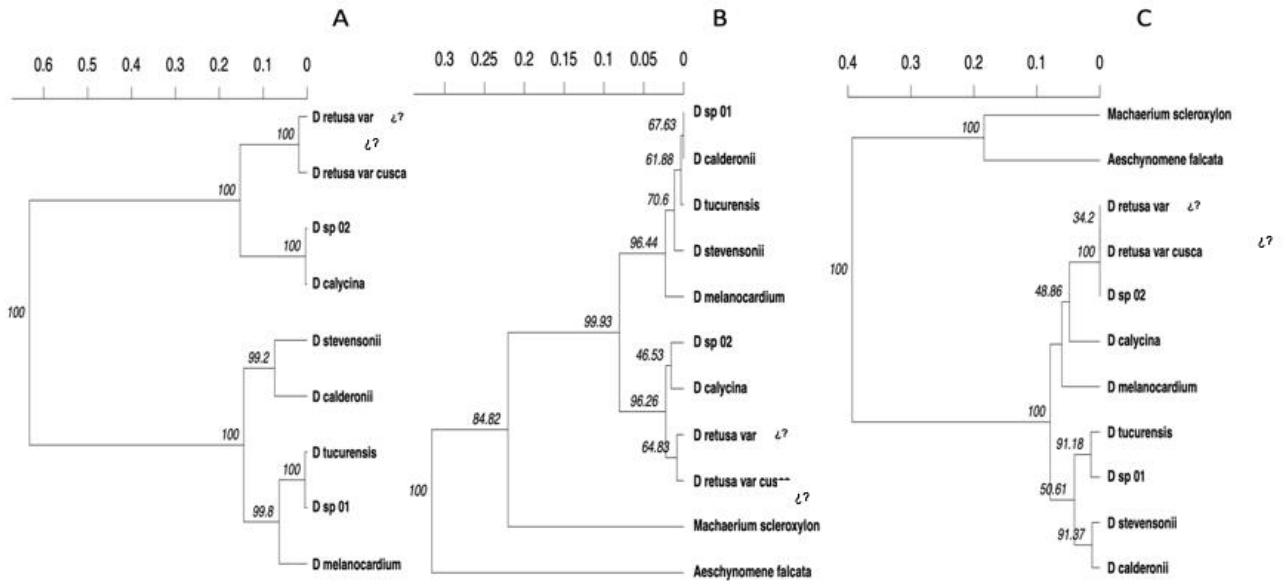 A
0.6 0.5 0.4 0.3 0.2 0.1 0
D retusa var ¿?
100
¿?
D retusa var cusca
100
D sp 02
100
D calycina
100
D stevensonii
99.2
D calderonii
100
D tucurensis
100
D sp 01
99.8
D melanocardium
B
0.3 0.25 0.2 0.15 0.1 0.05 0
D sp 01
67.63
D calderonii
61.88
D tucurensis
70.6
D stevensonii
96.44
D melanocardium
99.93
D sp 02
46.53
D calycina
96.26
84.82
D retusa var ¿?
64.83
D retusa var
¿?
100
Machaerium scleroxylon
Aeschynomene falcata
C
0.4 0.3 0.2 0.1 0
Machaerium scleroxylon
100
Aeschynomene falcata
D retusa var ¿?
34.2
D retusa var cusca ¿?
100
100
D sp 02
48.86
D calycina
D melanocardium
100
D tucurensis
91.18
D sp 01
50.61
D stevensonii
91.37
D calderonii